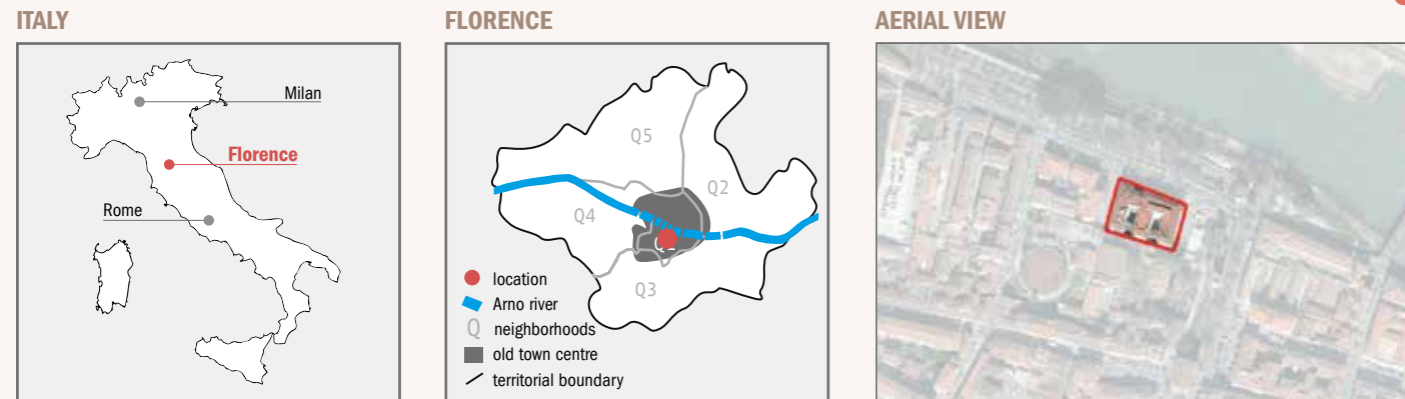 ITALY
Milan
Florence
Rome
FLORENCE
Q5
Q2
Q4
Q3
location
Arno river
Q neighborhoods
old town centre
territorial boundary
AERIAL VIEW